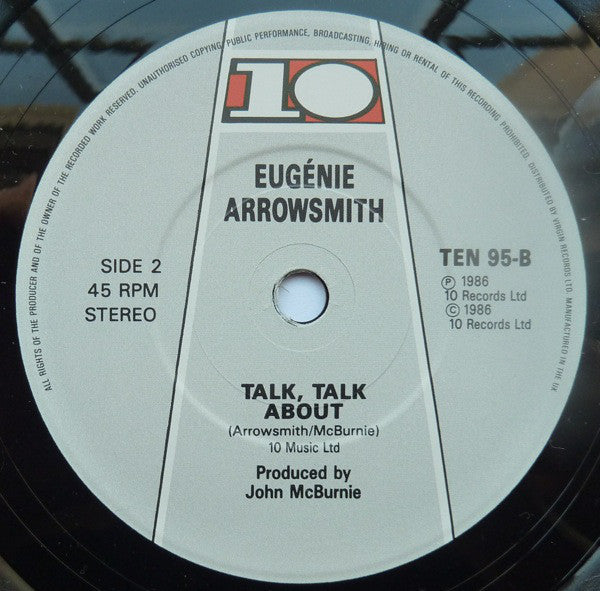 ALL RIGHTS OF THE PRODUCER AND OF THE OWNER OF THE RECORDED WORK RESERVED. UNAUTHORISED COPYING, PUBLIC PERFORMANCE, BROADCASTING, HIRING OR RENTAL OF THIS RECORDING PROHIBITED. DISTRIBUTED BY VIRGIN RECORDS LTD. MANUFACTURED IN THE UK
10
EUGÉNIE
ARROWSMITH
SIDE 2
45 RPM
STEREO
TEN 95-B
℗ 1986
10 Records Ltd
© 1986
10 Records Ltd
TALK, TALK
ABOUT
(Arrowsmith/McBurnie)
10 Music Ltd
Produced by
John McBurnie